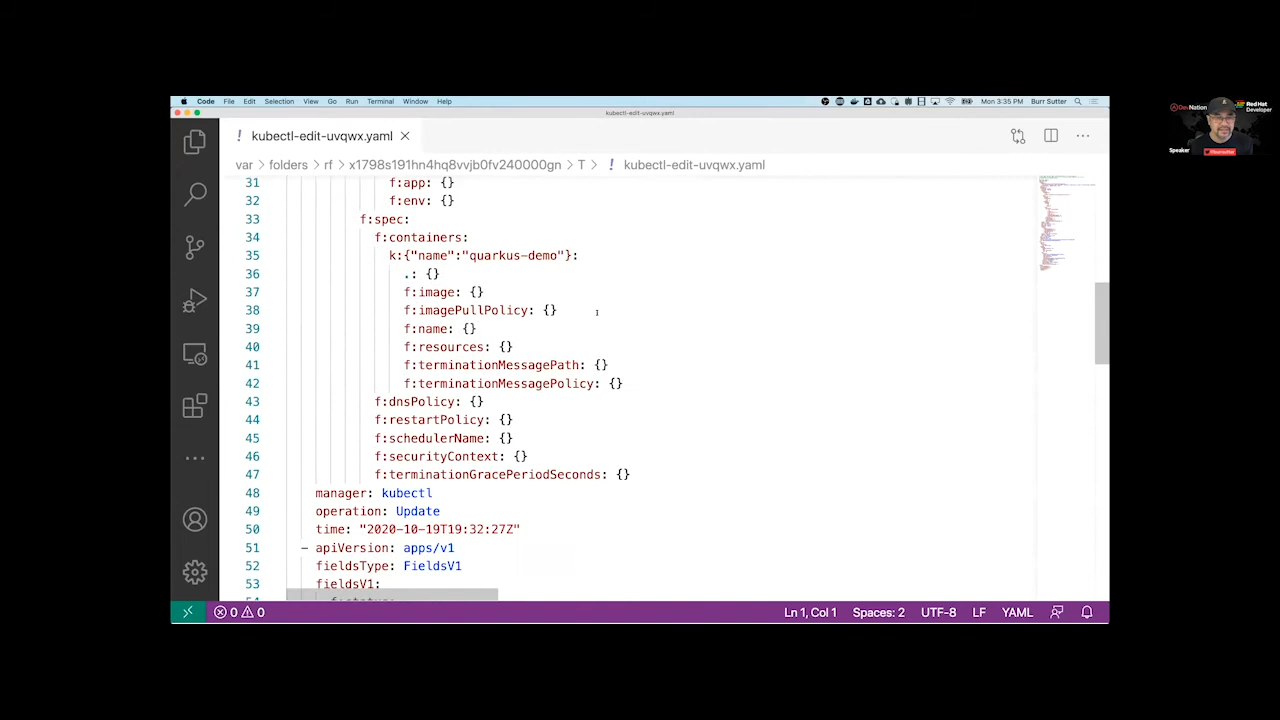 Code File Edit Selection View Go Run Terminal Window Help Mon 3:35 PM Burr Sutter
kubectl-edit-uvqwx.yaml
! kubectl-edit-uvqwx.yaml ×
var > folders > rf > x1798s191hn4hq8vvjb0fv240000gn > T > ! kubectl-edit-uvqwx.yaml
31 f:app: {}
32 f:env: {}
33 f:spec:
34 f:containers:
35 k:{"name":"quarkus-demo"}:
36 .: {}
37 f:image: {}
38 f:imagePullPolicy: {}
39 f:name: {}
40 f:resources: {}
41 f:terminationMessagePath: {}
42 f:terminationMessagePolicy: {}
43 f:dnsPolicy: {}
44 f:restartPolicy: {}
45 f:schedulerName: {}
46 f:securityContext: {}
47 f:terminationGracePeriodSeconds: {}
48 manager: kubectl
49 operation: Update
50 time: "2020-10-19T19:32:27Z"
51 - apiVersion: apps/v1
52 fieldsType: FieldsV1
53 fieldsV1:
0 0 Ln 1, Col 1 Spaces: 2 UTF-8 LF YAML
DevNation
Red Hat
Developer
Speaker